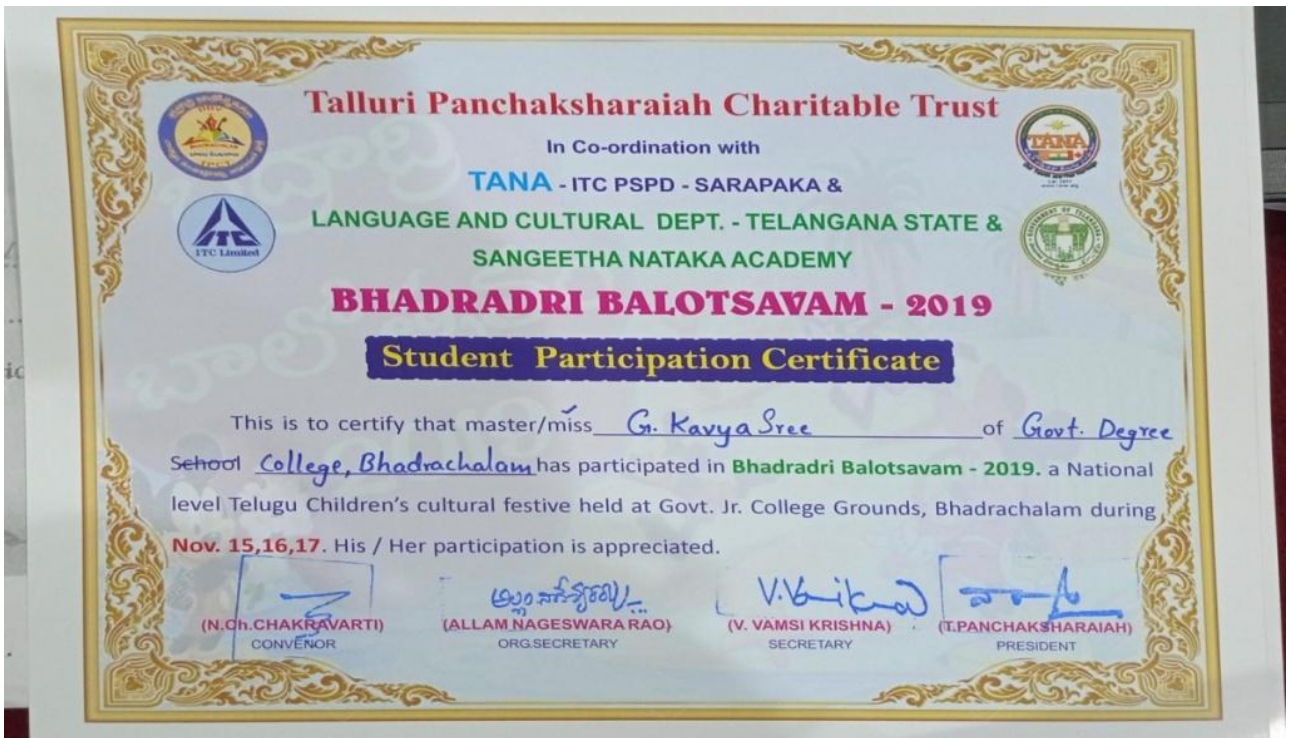 Talluri Panchaksharaiah Charitable Trust
In Co-ordination with
TANA - ITC PSPD - SARAPAKA &
LANGUAGE AND CULTURAL DEPT. - TELANGANA STATE &
SANGEETHA NATAKA ACADEMY
ITC Limited
TANA
BHADRADRI BALOTSAVAM - 2019
Student Participation Certificate
This is to certify that master/miss G. Kavya Sree of Govt. Degree
School College, Bhadrachalam has participated in Bhadradri Balotsavam - 2019. a National
level Telugu Children's cultural festive held at Govt. Jr. College Grounds, Bhadrachalam during
Nov. 15,16,17. His / Her participation is appreciated.
(N.Ch.CHAKRAVARTI) (ALLAM NAGESWARA RAO) (V. VAMSI KRISHNA) (T.PANCHAKSHARAIAH)
CONVENOR ORG.SECRETARY SECRETARY PRESIDENT